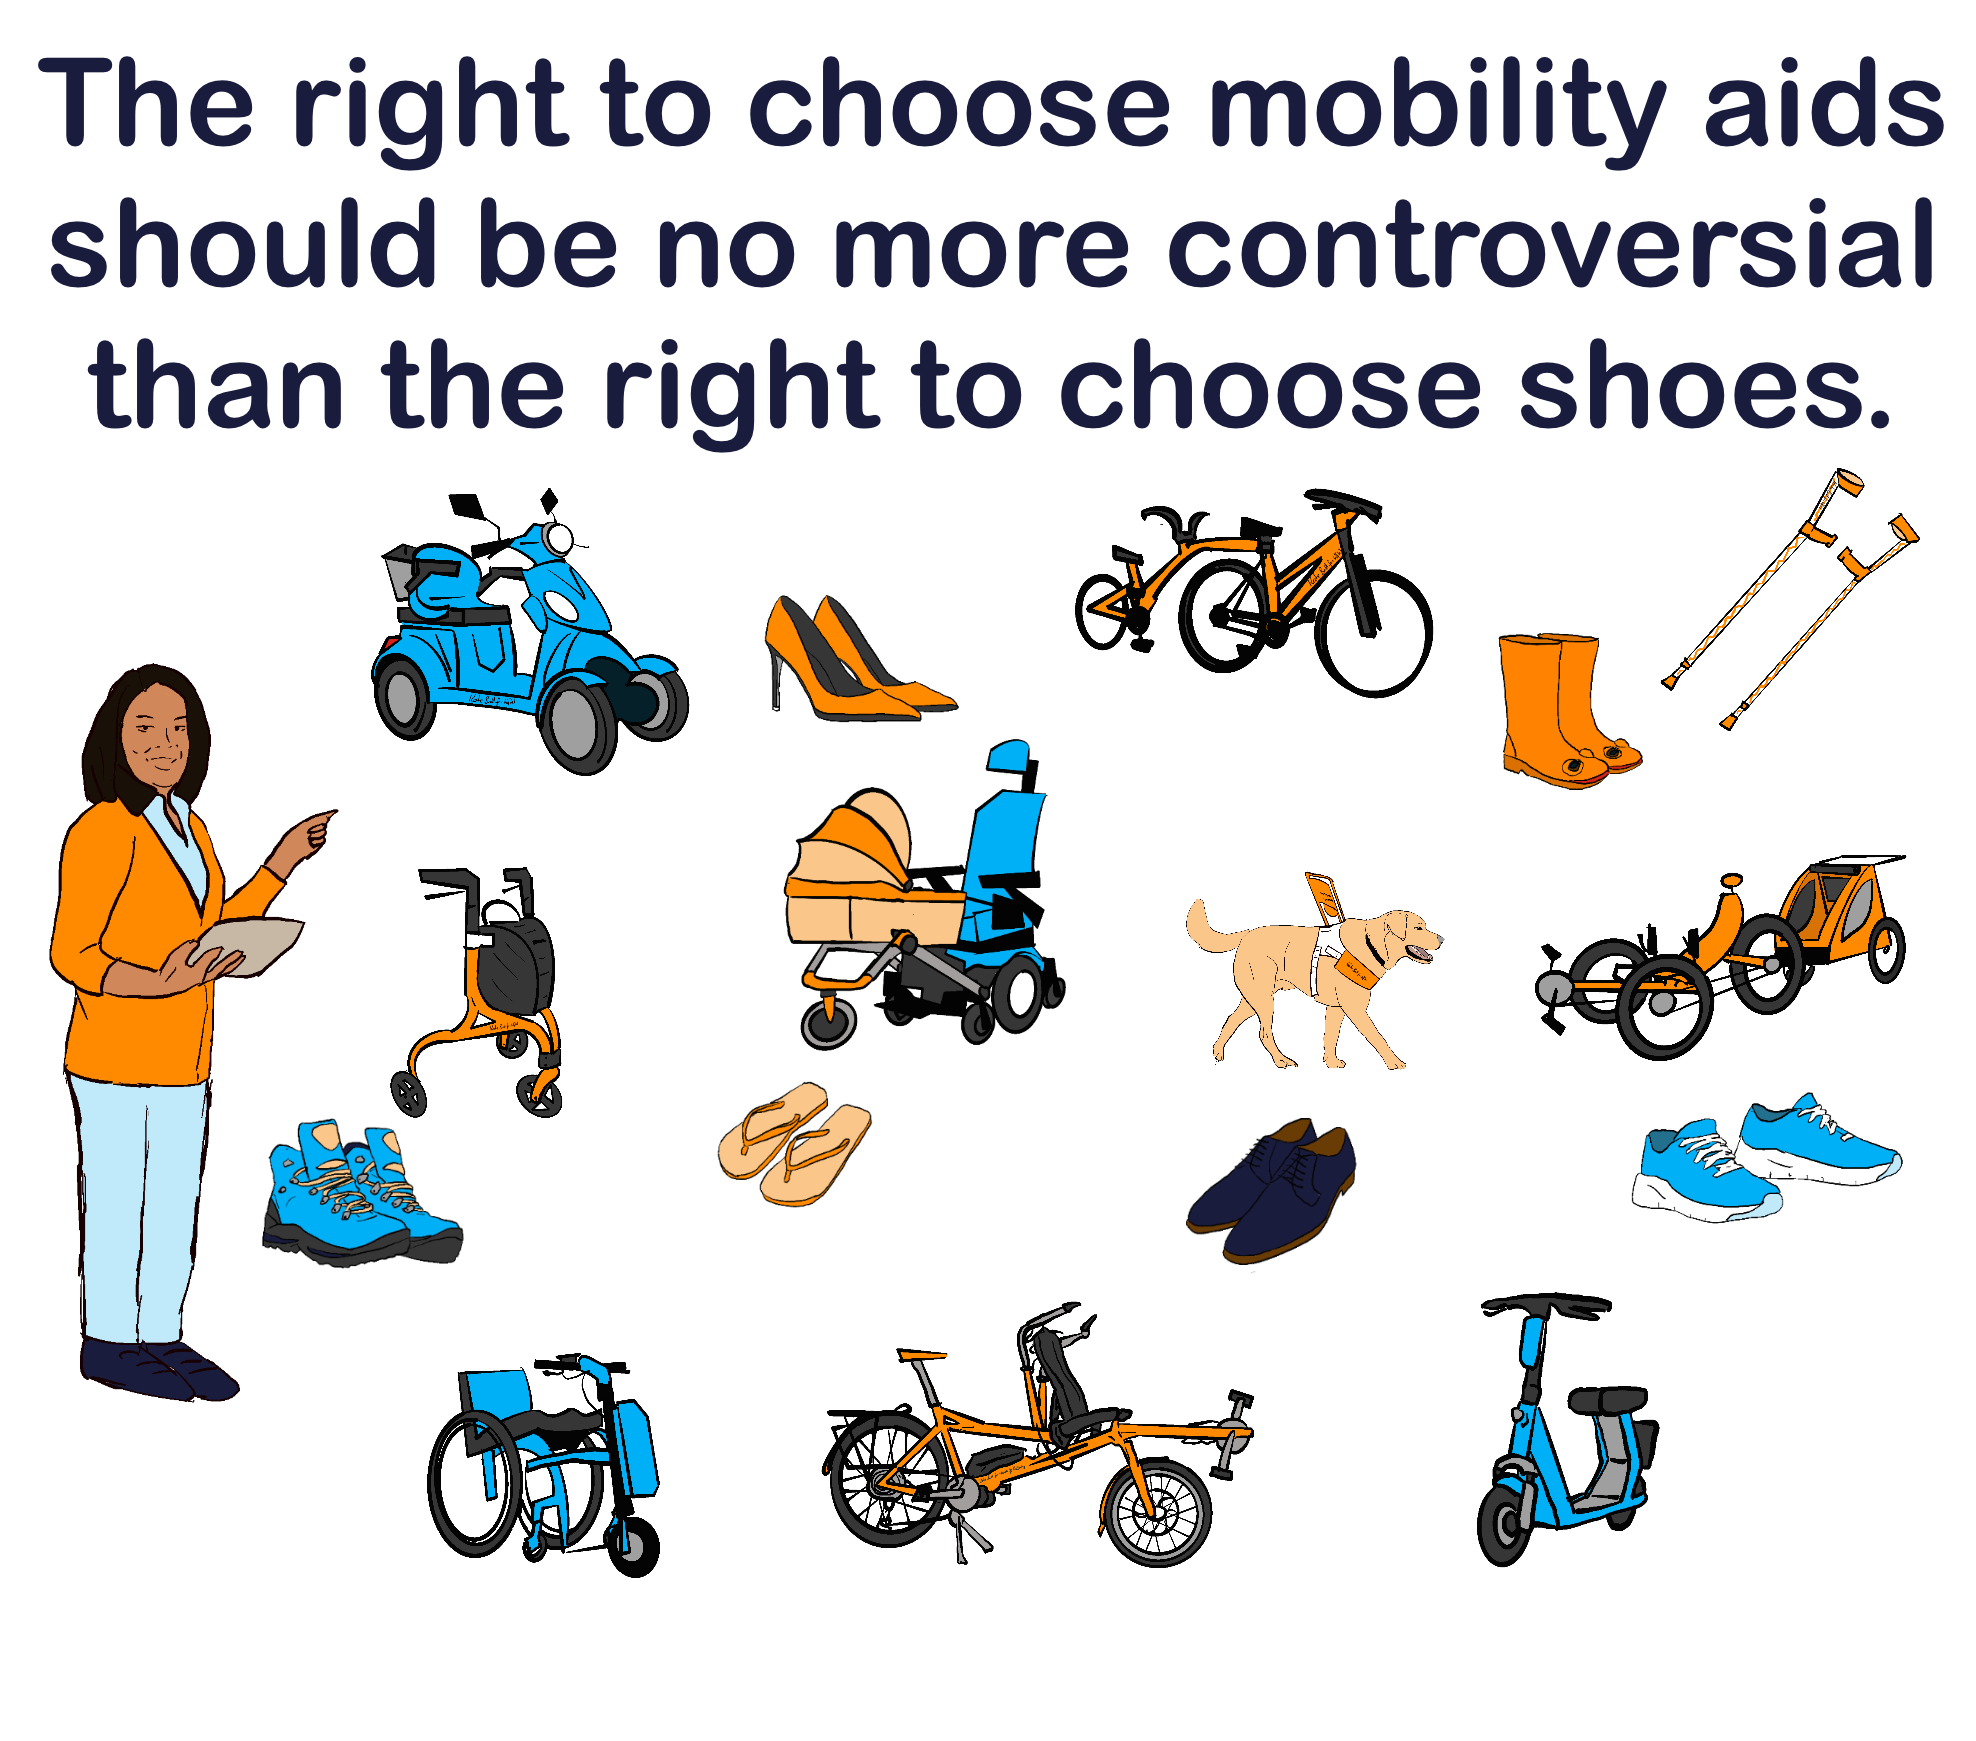 The right to choose mobility aids
should be no more controversial
than the right to choose shoes.